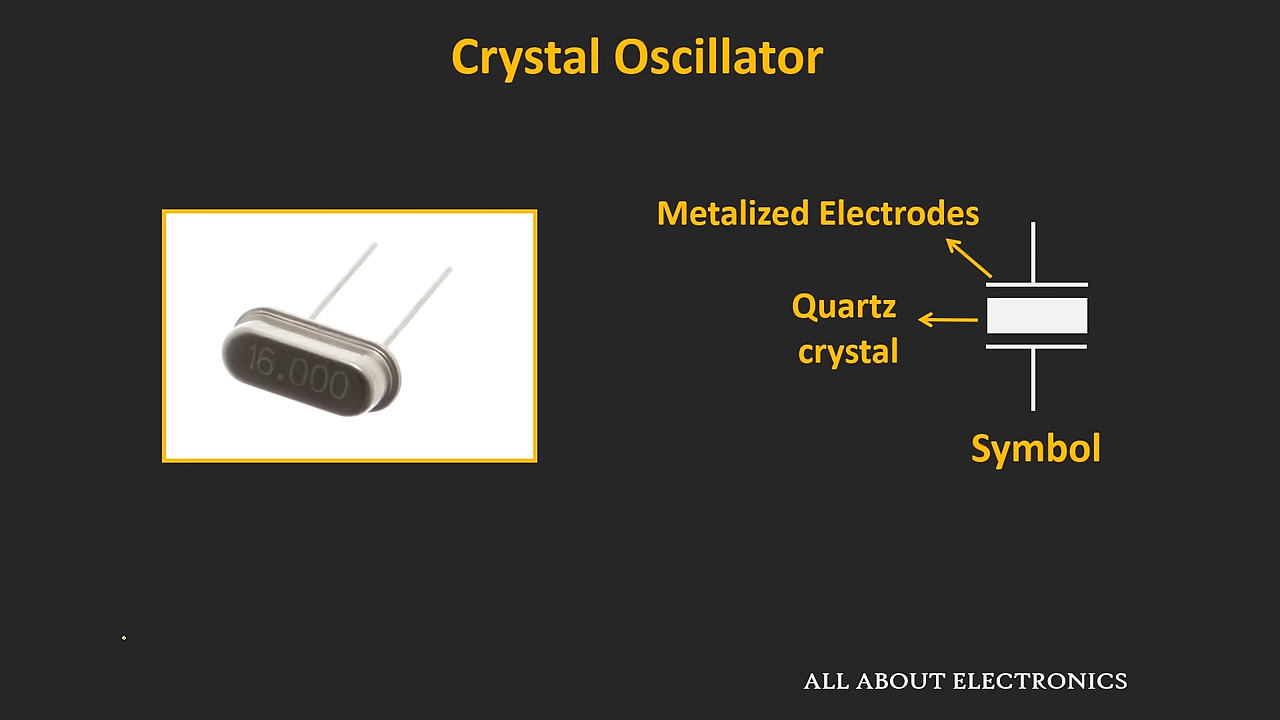 Crystal Oscillator
Metalized Electrodes
Quartz
crystal
16.000
Symbol
ALL ABOUT ELECTRONICS